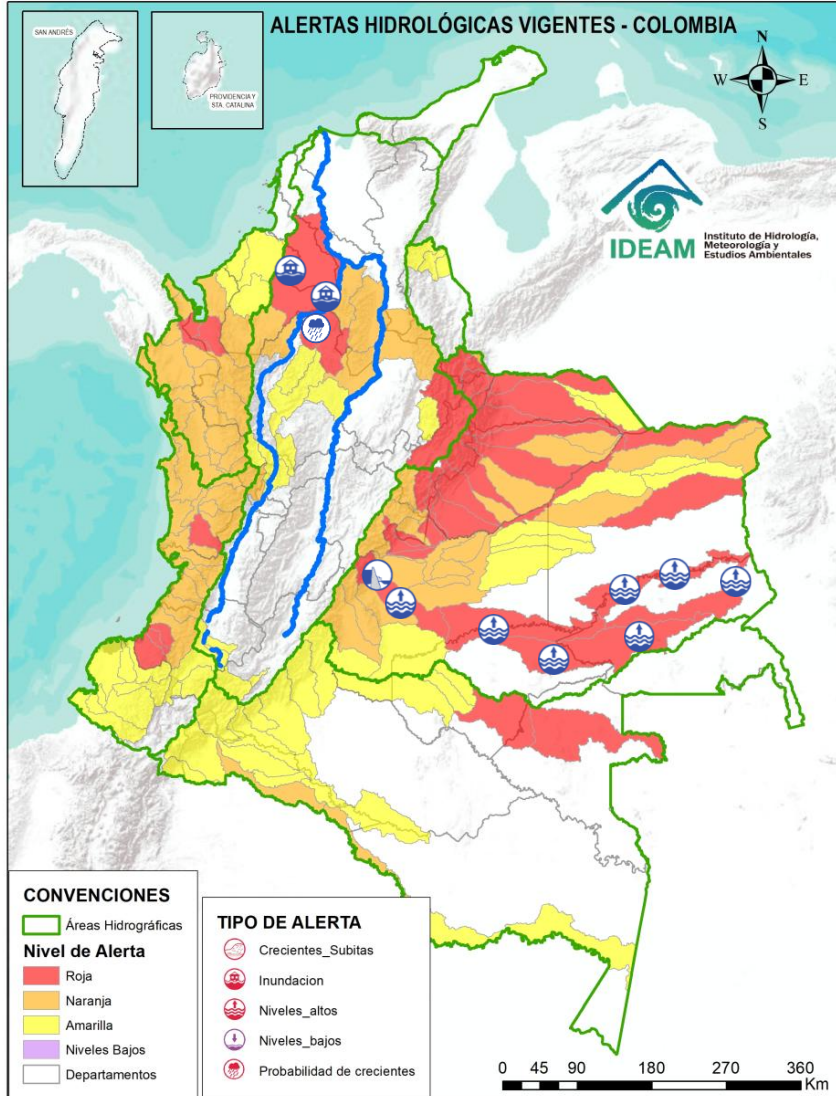 ALERTAS HIDROLÓGICAS VIGENTES - COLOMBIA
SAN ANDRÉS
PROVIDENCIA Y
STA. CATALINA
N
W
E
S
IDEAM
Instituto de Hidrología,
Meteorología y
Estudios Ambientales
CONVENCIONES
Áreas Hidrográficas
Nivel de Alerta
Roja
Naranja
Amarilla
Niveles Bajos
Departamentos
TIPO DE ALERTA
Crecientes_Subitas
Inundacion
Niveles_altos
Niveles_bajos
Probabilidad de crecientes
0 45 90 180 270 360
Km